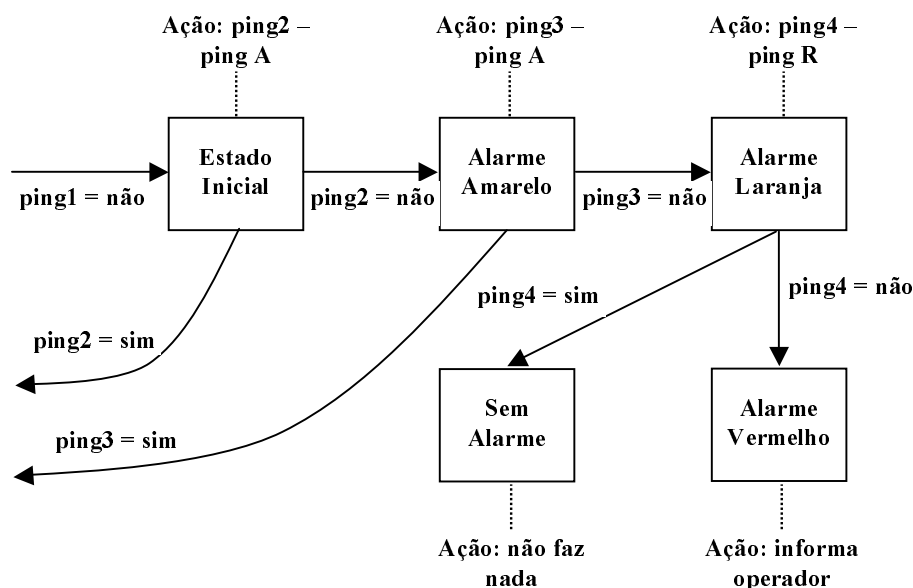 Ação: ping2 –
ping A
Ação: ping3 –
ping A
Ação: ping4 –
ping R
Estado
Inicial
Alarme
Amarelo
Alarme
Laranja
ping1 = não
ping2 = não
ping3 = não
ping4 = sim
ping4 = não
ping2 = sim
ping3 = sim
Sem
Alarme
Alarme
Vermelho
Ação: não faz
nada
Ação: informa
operador